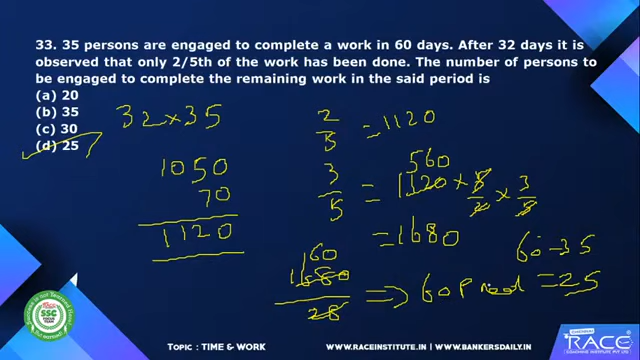 33. 35 persons are engaged to complete a work in 60 days. After 32 days it is
observed that only 2/5th of the work has been done. The number of persons to
be engaged to complete the remaining work in the said period is
(a) 20
(b) 35
(c) 30
(d) 25
32 × 35
1050
70
1120
2/5 = 1120
560
3/5 = 1120 × 5/2 × 3/5
= 1680
60
1680/28 => 60 P need
60 - 35
= 25
SSC
FOCUS TEAM
TOPIC : TIME & WORK
WWW.RACEINSTITUTE.IN | WWW.BANKERSDAILY.IN
RACE